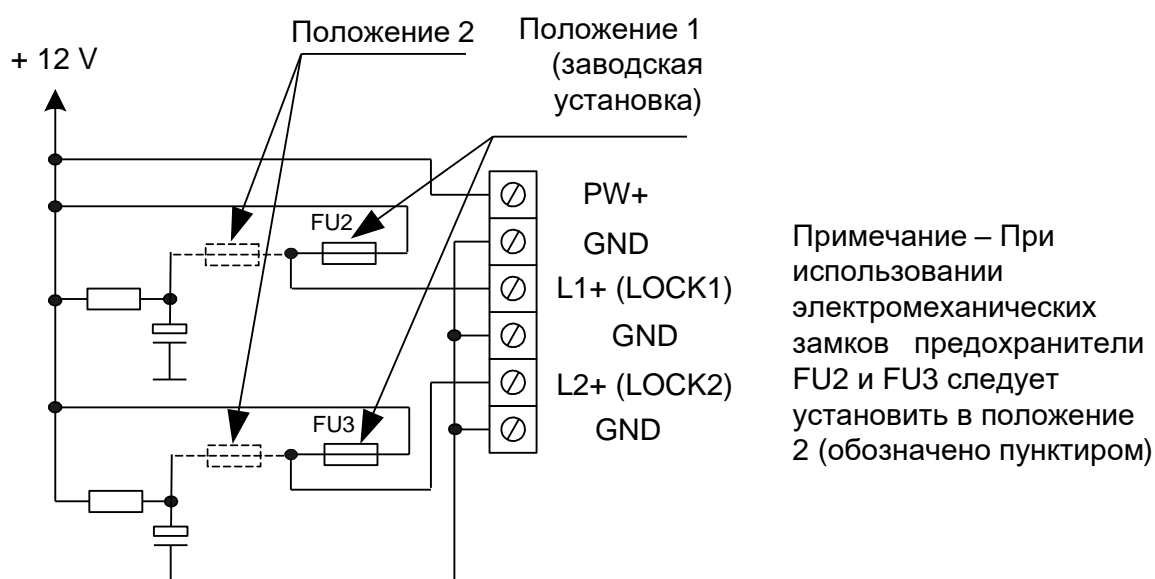 Положение 2
Положение 1
(заводская
установка)
+ 12 V
FU2
FU3
PW+
GND
L1+ (LOCK1)
GND
L2+ (LOCK2)
GND
Примечание – При
использовании
электромеханических
замков предохранители
FU2 и FU3 следует
установить в положение
2 (обозначено пунктиром)